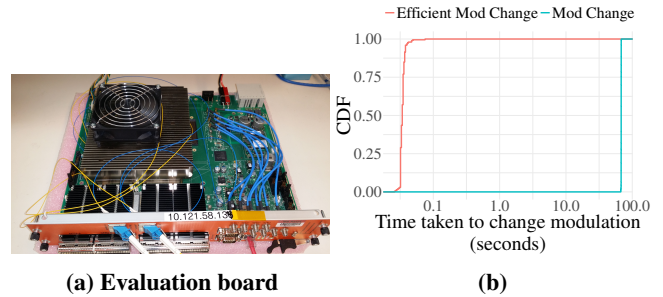 Efficient Mod Change Mod Change
1.00
0.75
0.50
0.25
0.00
CDF
0.1 1.0 10.0 100.0
Time taken to change modulation
(seconds)
10.121.58.13
(a) Evaluation board
(b)